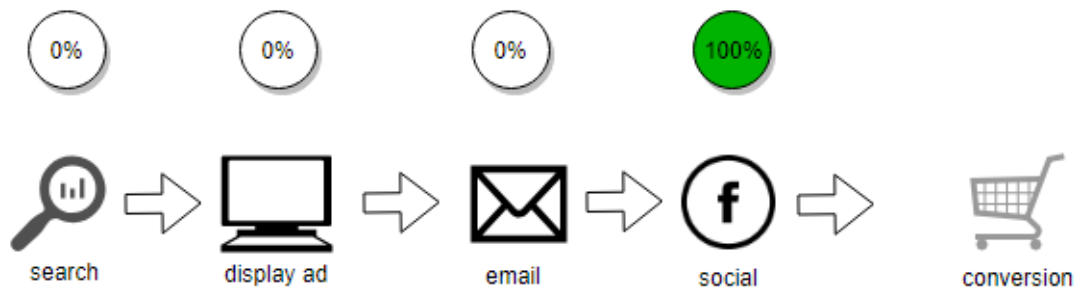 0%
0%
0%
100%
f
search
display ad
email
social
conversion